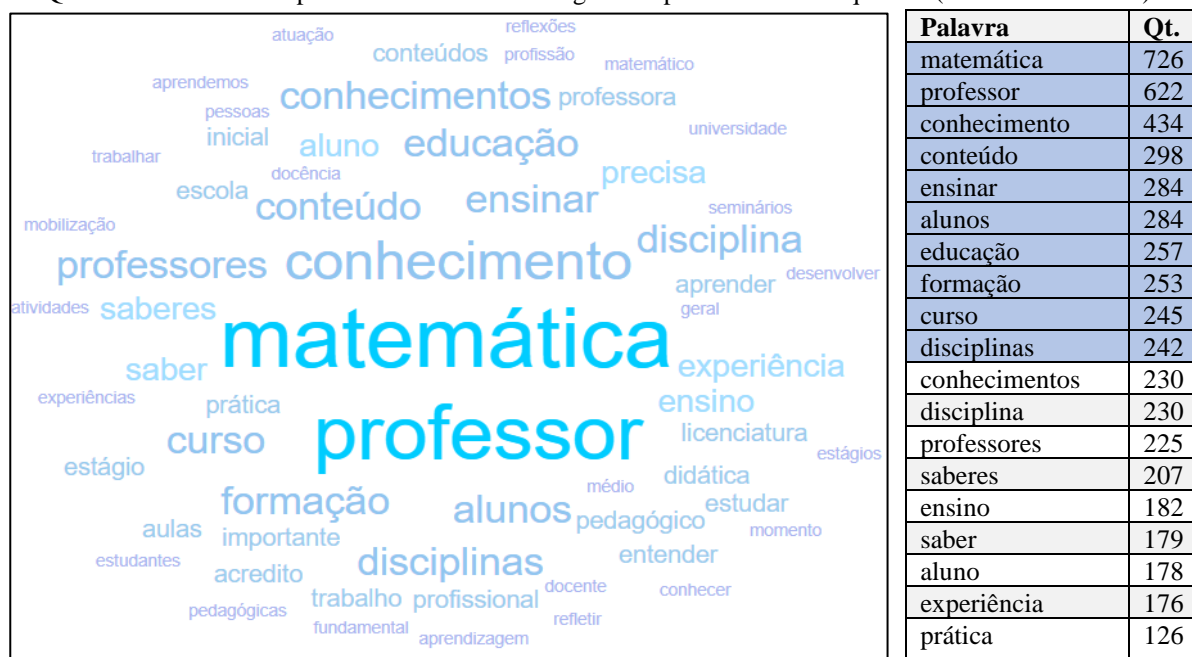 reflexões
atuação
conteúdos profissão
matemático
aprendemos
conhecimentos professora
pessoas
inicial aluno educação universidade
trabalhar
docência
precisa
escola
conteúdo ensinar
seminários
mobilização
disciplina
professores conhecimento
aprender desenvolver
atividades saberes
geral
matemática
saber
experiência
experiências
prática
ensino
curso professor licenciatura
estágios
estágio
didática
médio
formação alunos
pedagógico estudar
aulas importante
momento
estudantes
disciplinas entender
acredito
docente
conhecer
trabalho profissional
pedagógicas
refletir
fundamental
aprendizagem
Palavra Qt.
matemática 726
professor 622
conhecimento 434
conteúdo 298
ensinar 284
alunos 284
educação 257
formação 253
curso 245
disciplinas 242
conhecimentos 230
disciplina 230
professores 225
saberes 207
ensino 182
saber 179
aluno 178
experiência 176
prática 126